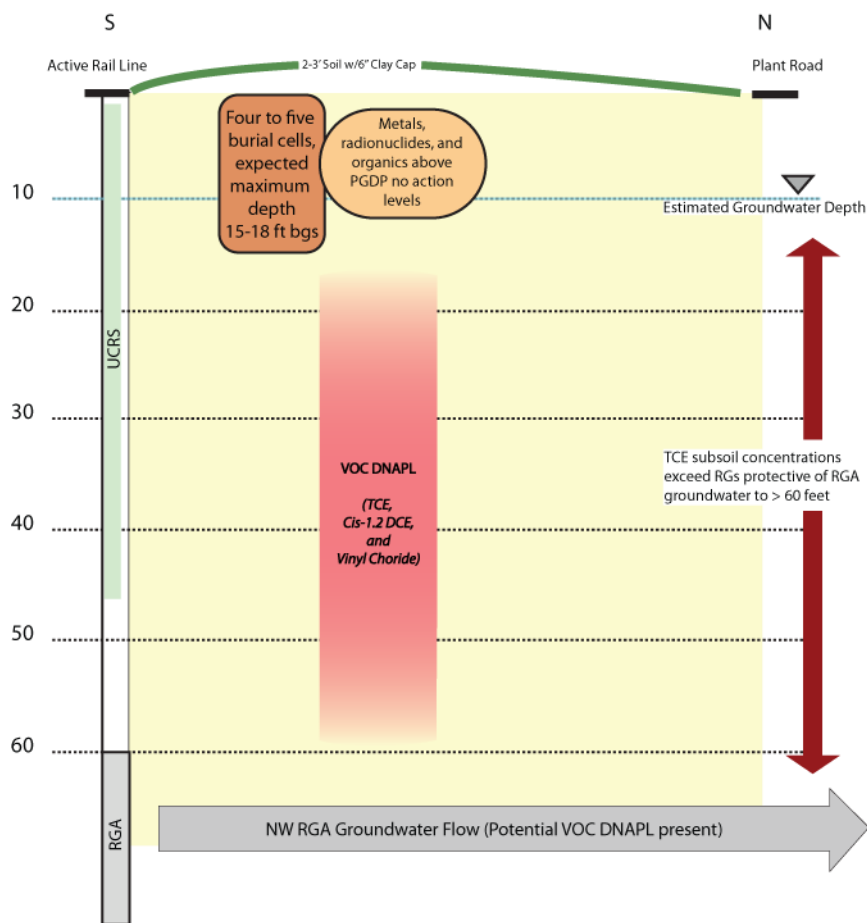 S
N
Active Rail Line
2-3' Soil w/6" Clay Cap
Plant Road
Four to five
burial cells,
expected
maximum
depth
15-18 ft bgs
Metals,
radionuclides, and
organics above
PGDP no action
levels
10
Estimated Groundwater Depth
20
UCRS
30
VOC DNAPL
(TCE,
Cis-1.2 DCE,
and
Vinyl Choride)
TCE subsoil concentrations
exceed RGs protective of RGA
groundwater to > 60 feet
40
50
60
RGA
NW RGA Groundwater Flow (Potential VOC DNAPL present)